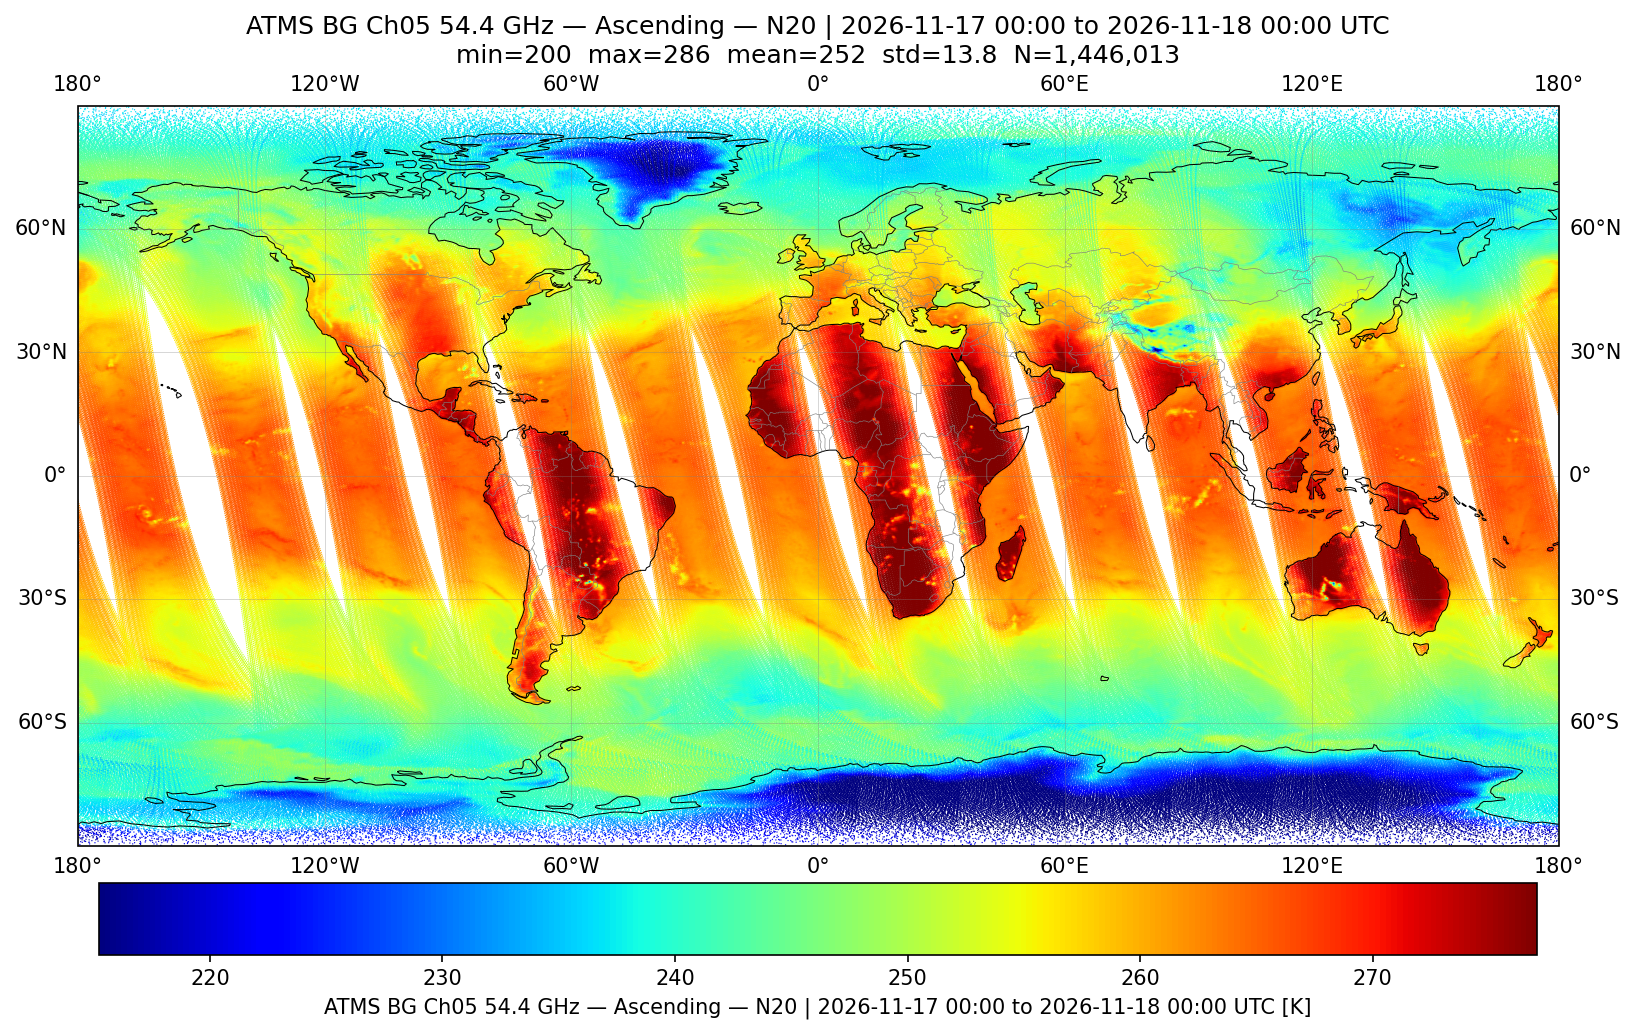 ATMS BG Ch05 54.4 GHz — Ascending — N20 | 2026-11-17 00:00 to 2026-11-18 00:00 UTC
min=200 max=286 mean=252 std=13.8 N=1,446,013
180° 120°W 60°W 0° 60°E 120°E 180°
60°N 60°N
30°N 30°N
0° 0°
30°S 30°S
60°S 60°S
180° 120°W 60°W 0° 60°E 120°E 180°
220 230 240 250 260 270
ATMS BG Ch05 54.4 GHz — Ascending — N20 | 2026-11-17 00:00 to 2026-11-18 00:00 UTC [K]